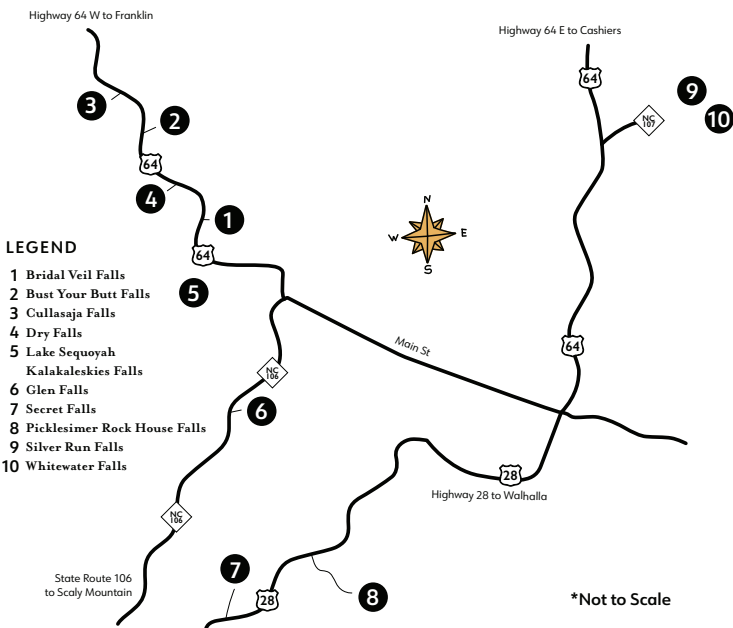 Highway 64 W to Franklin
Highway 64 E to Cashiers
64
9
3
NC
107
10
2
64
4
1
N
W
E
S
LEGEND
64
1 Bridal Veil Falls
2 Bust Your Butt Falls
3 Cullasaja Falls
4 Dry Falls
5 Lake Sequoyah
Kalakaleskies Falls
6 Glen Falls
7 Secret Falls
8 Picklesimer Rock House Falls
9 Silver Run Falls
10 Whitewater Falls
5
Main St
64
NC
106
6
28
Highway 28 to Walhalla
NC
106
State Route 106
to Scaly Mountain
7
28
8
*Not to Scale